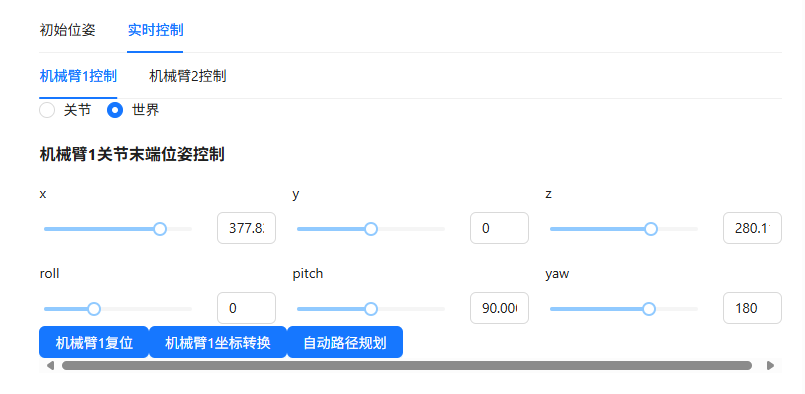 初始位姿 实时控制
机械臂1控制 机械臂2控制
关节 世界
机械臂1关节末端位姿控制
x y z
377.8 0 280.1
roll pitch yaw
0 90.00 180
机械臂1复位 机械臂1坐标转换 自动路径规划